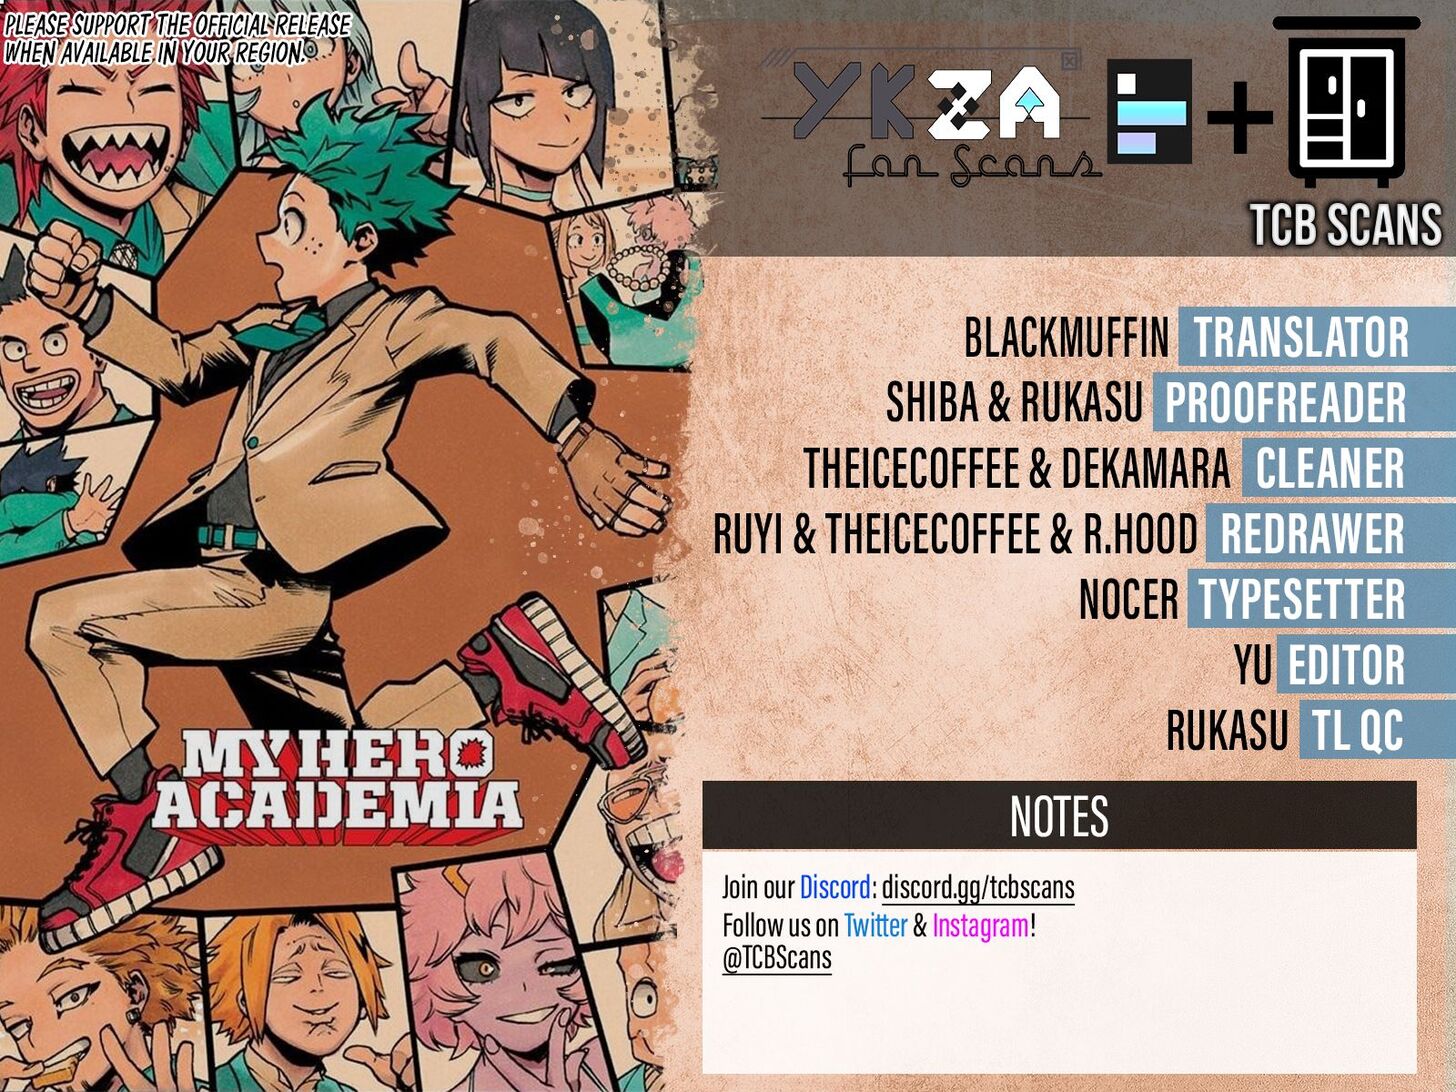 PLEASE SUPPORT THE OFFICIAL RELEASE
WHEN AVAILABLE IN YOUR REGION.
MY HERO
ACADEMIA
YKZA
fan Scans
+
TCB SCANS
BLACKMUFFIN TRANSLATOR
SHIBA & RUKASU PROOFREADER
THEICECOFFEE & DEKAMARA CLEANER
RUYI & THEICECOFFEE & R.HOOD REDRAWER
NOCER TYPESETTER
YU EDITOR
RUKASU TL QC
NOTES
Join our Discord: discord.gg/tcbscans
Follow us on Twitter & Instagram!
@TCBScans